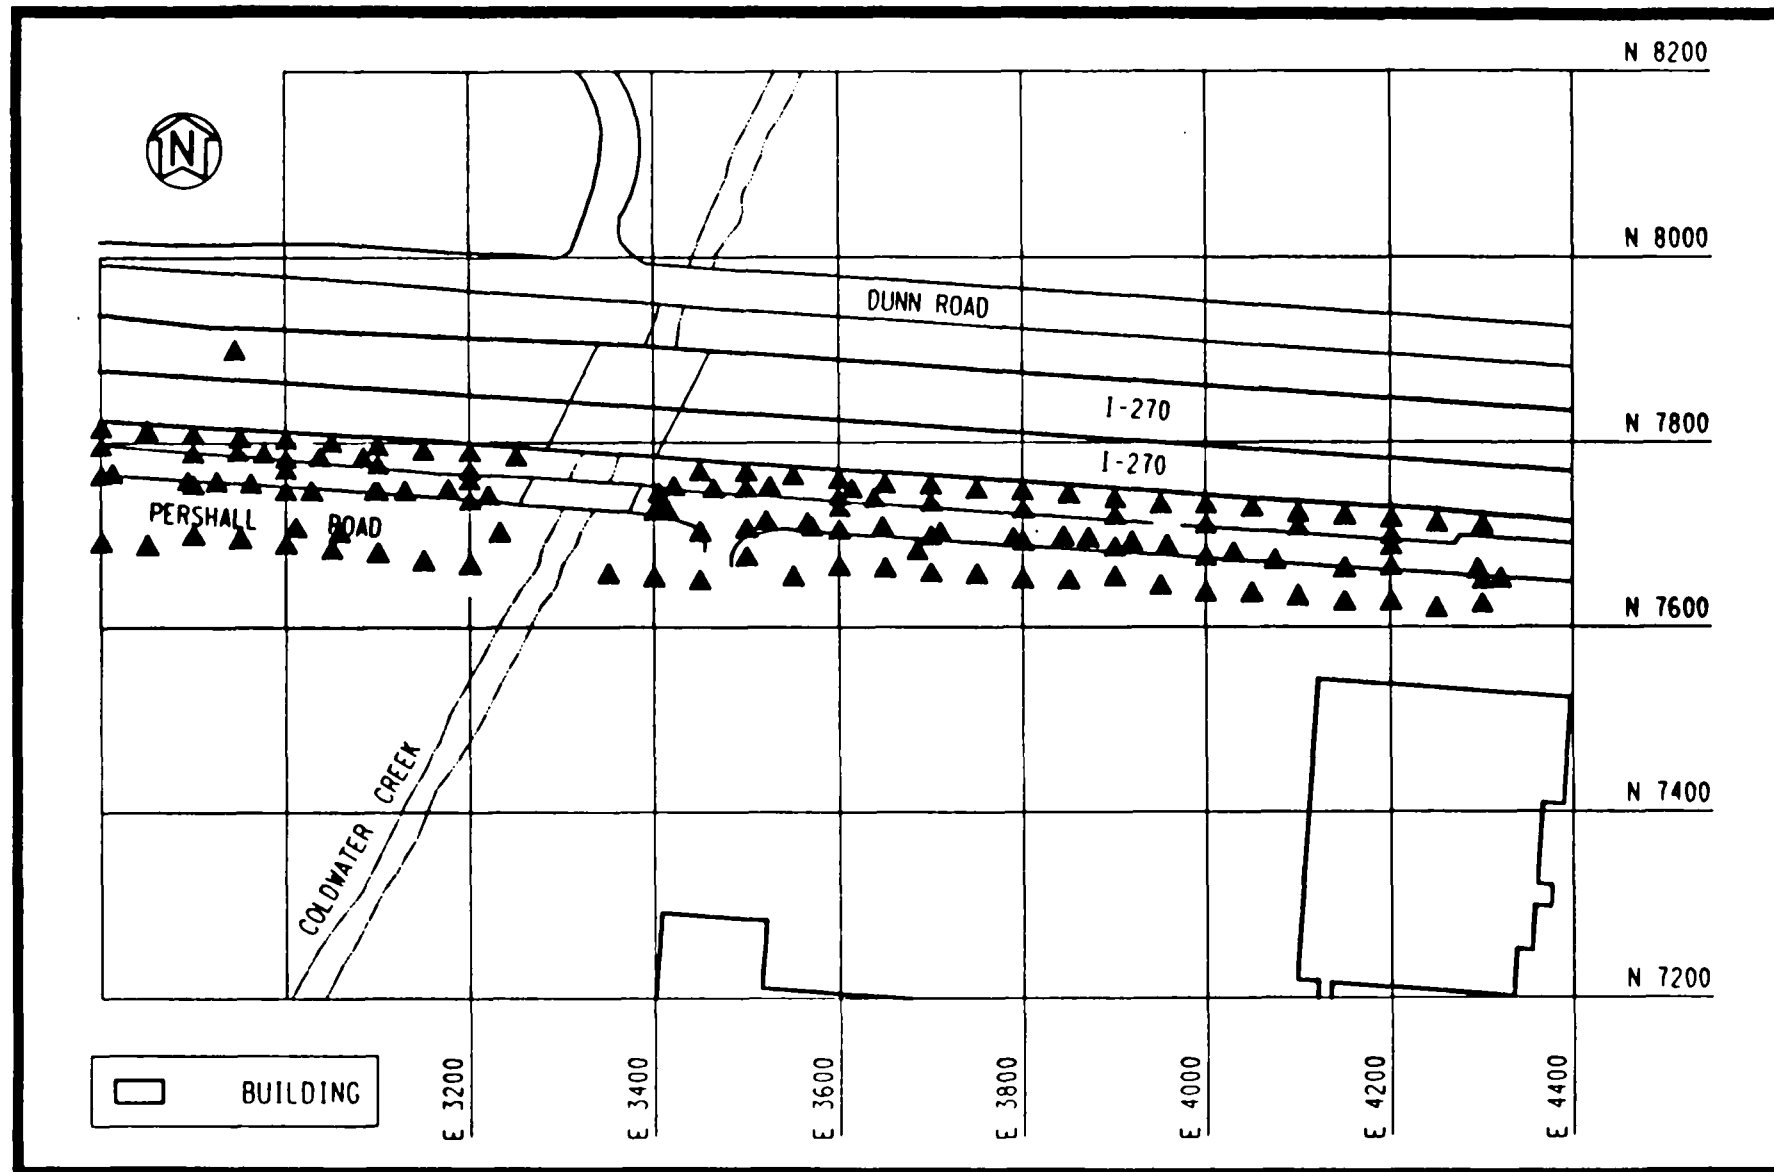 N 8200
N
N 8000
DUNN ROAD
I-270
N 7800
I-270
PERSHALL ROAD
N 7600
COLDWATER CREEK
N 7400
N 7200
E 3200
E 3400
E 3600
E 3800
E 4000
E 4200
E 4400
BUILDING